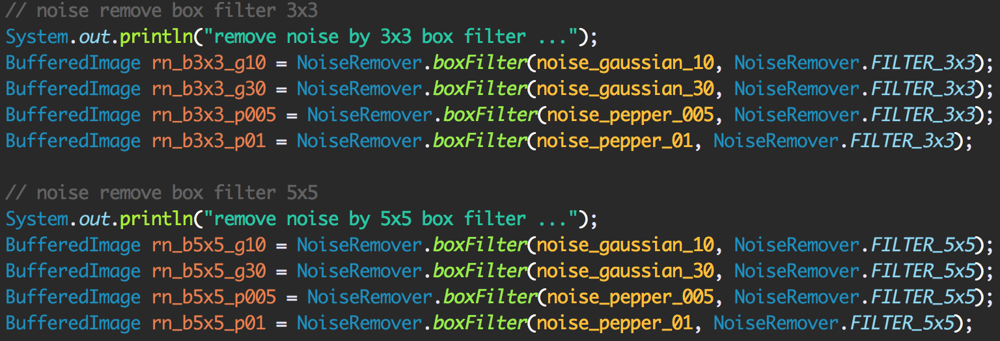 // noise remove box filter 3x3
System.out.println("remove noise by 3x3 box filter ...");
BufferedImage rn_b3x3_g10 = NoiseRemover.boxFilter(noise_gaussian_10, NoiseRemover.FILTER_3x3);
BufferedImage rn_b3x3_g30 = NoiseRemover.boxFilter(noise_gaussian_30, NoiseRemover.FILTER_3x3);
BufferedImage rn_b3x3_p005 = NoiseRemover.boxFilter(noise_pepper_005, NoiseRemover.FILTER_3x3);
BufferedImage rn_b3x3_p01 = NoiseRemover.boxFilter(noise_pepper_01, NoiseRemover.FILTER_3x3);
// noise remove box filter 5x5
System.out.println("remove noise by 5x5 box filter ...");
BufferedImage rn_b5x5_g10 = NoiseRemover.boxFilter(noise_gaussian_10, NoiseRemover.FILTER_5x5);
BufferedImage rn_b5x5_g30 = NoiseRemover.boxFilter(noise_gaussian_30, NoiseRemover.FILTER_5x5);
BufferedImage rn_b5x5_p005 = NoiseRemover.boxFilter(noise_pepper_005, NoiseRemover.FILTER_5x5);
BufferedImage rn_b5x5_p01 = NoiseRemover.boxFilter(noise_pepper_01, NoiseRemover.FILTER_5x5);